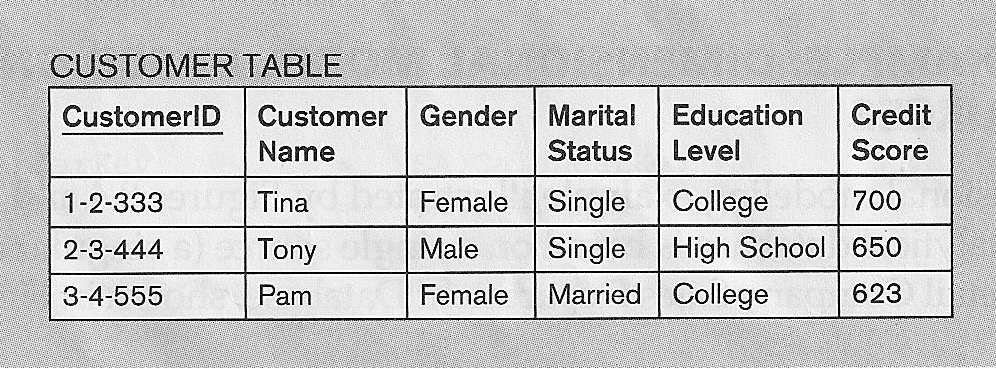 CUSTOMER TABLE
CustomerID Customer Name Gender Marital Status Education Level Credit Score
1-2-333 Tina Female Single College 700
2-3-444 Tony Male Single High School 650
3-4-555 Pam Female Married College 623